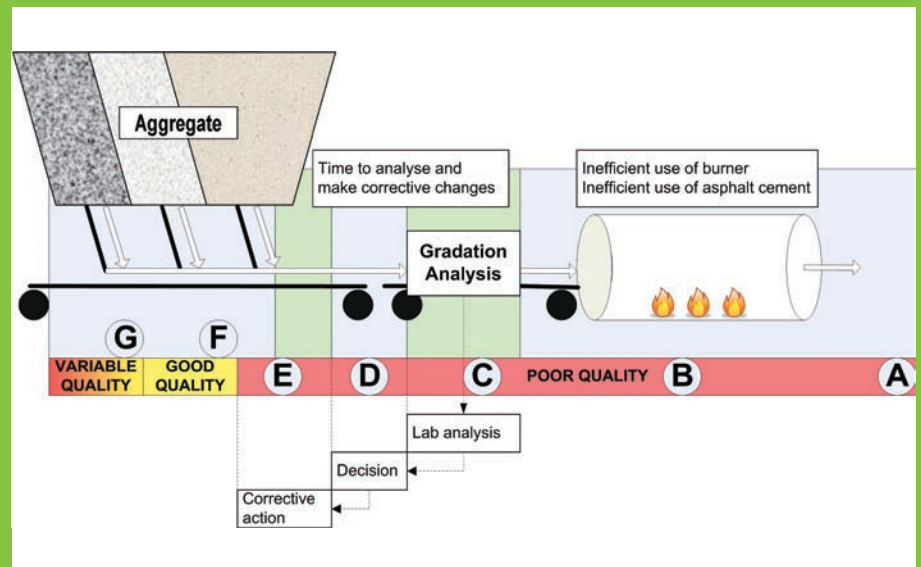 Aggregate
Time to analyse and
make corrective changes
Inefficient use of burner
Inefficient use of asphalt cement
Gradation
Analysis
G
F
VARIABLE
QUALITY
GOOD
QUALITY
E
D
C
POOR QUALITY
B
A
Lab analysis
Decision
Corrective
action